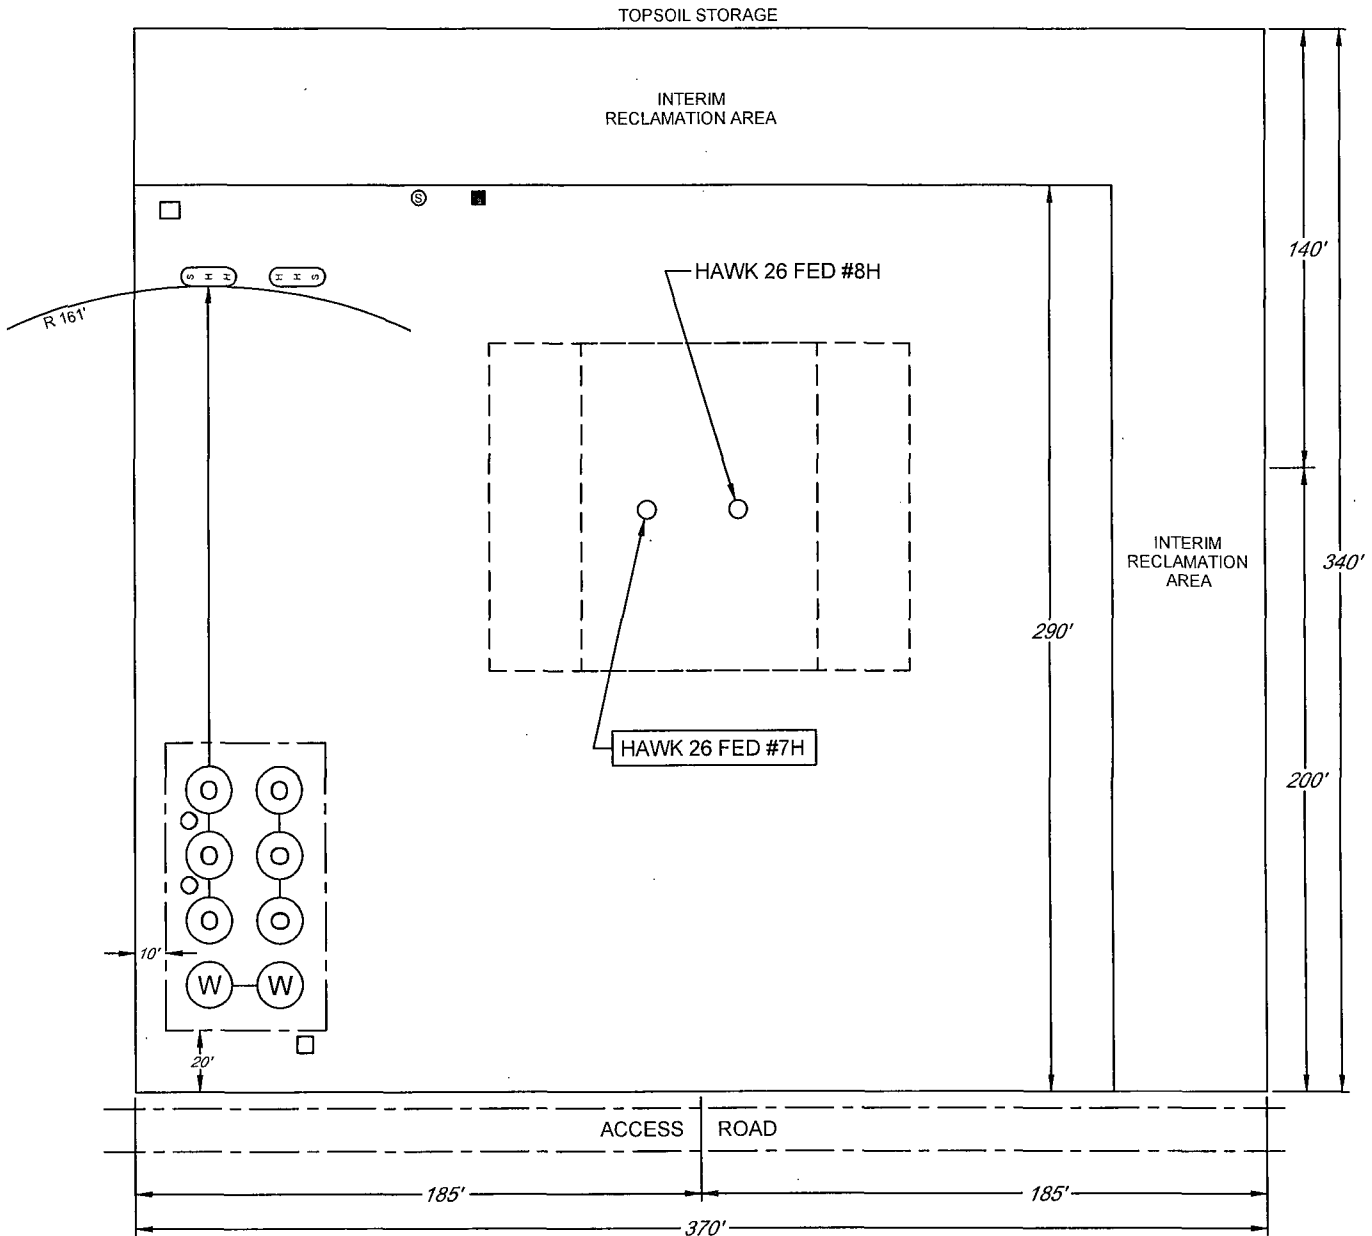 TOPSOIL STORAGE
INTERIM
RECLAMATION AREA
S
R 161'
S H H
H H S
HAWK 26 FED #8H
140'
INTERIM
RECLAMATION
AREA
340'
290'
HAWK 26 FED #7H
200'
O O
O O
O O
10'
W W
20'
ACCESS ROAD
185' 185'
370'